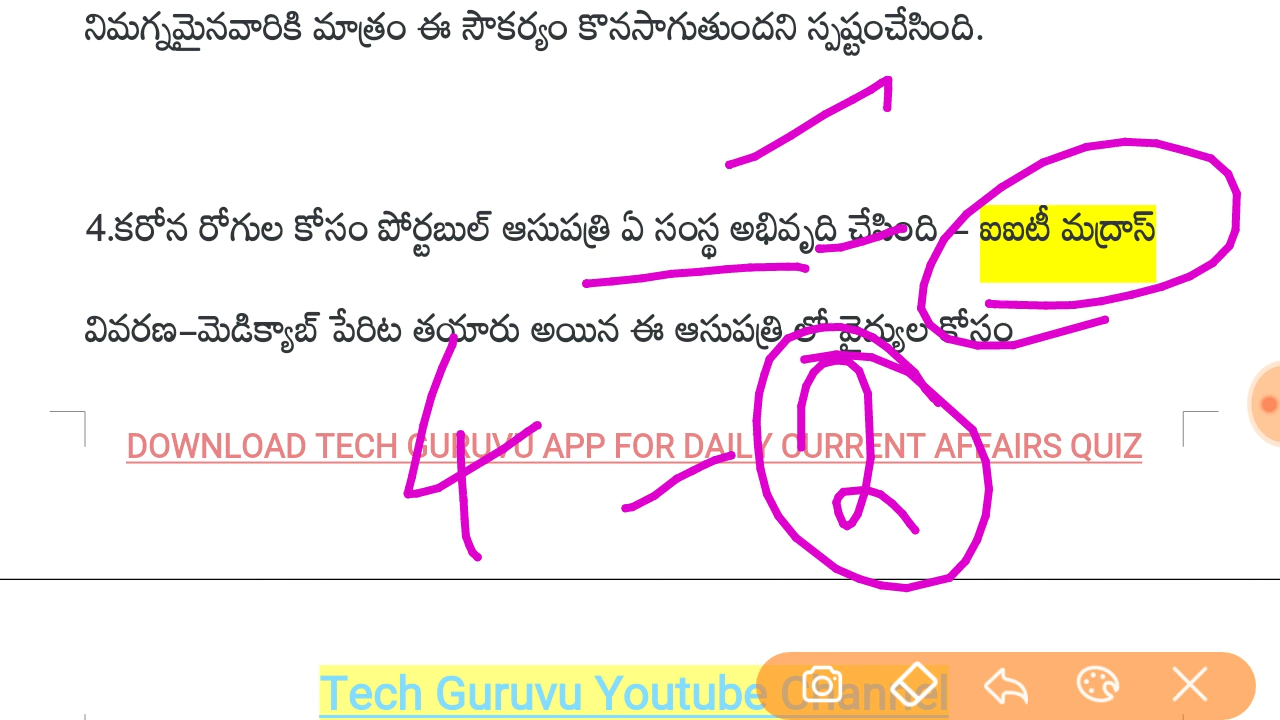 నిమగ్నమైనవారికి మాత్రం ఈ సౌకర్యం కొనసాగుతుందని స్పష్టంచేసింది.
4.కరోన రోగుల కోసం పోర్టబుల్ ఆసుపత్రి ఏ సంస్థ అభివృది చేసింది – ఐఐటీ మద్రాస్
వివరణ–మెడిక్యాబ్ పేరిట తయారు అయిన ఈ ఆసుపత్రి లో వైద్యుల కోసం
4 – 2
DOWNLOAD TECH GURUVU APP FOR DAILY CURRENT AFFAIRS QUIZ
Tech Guruvu Youtube Channel